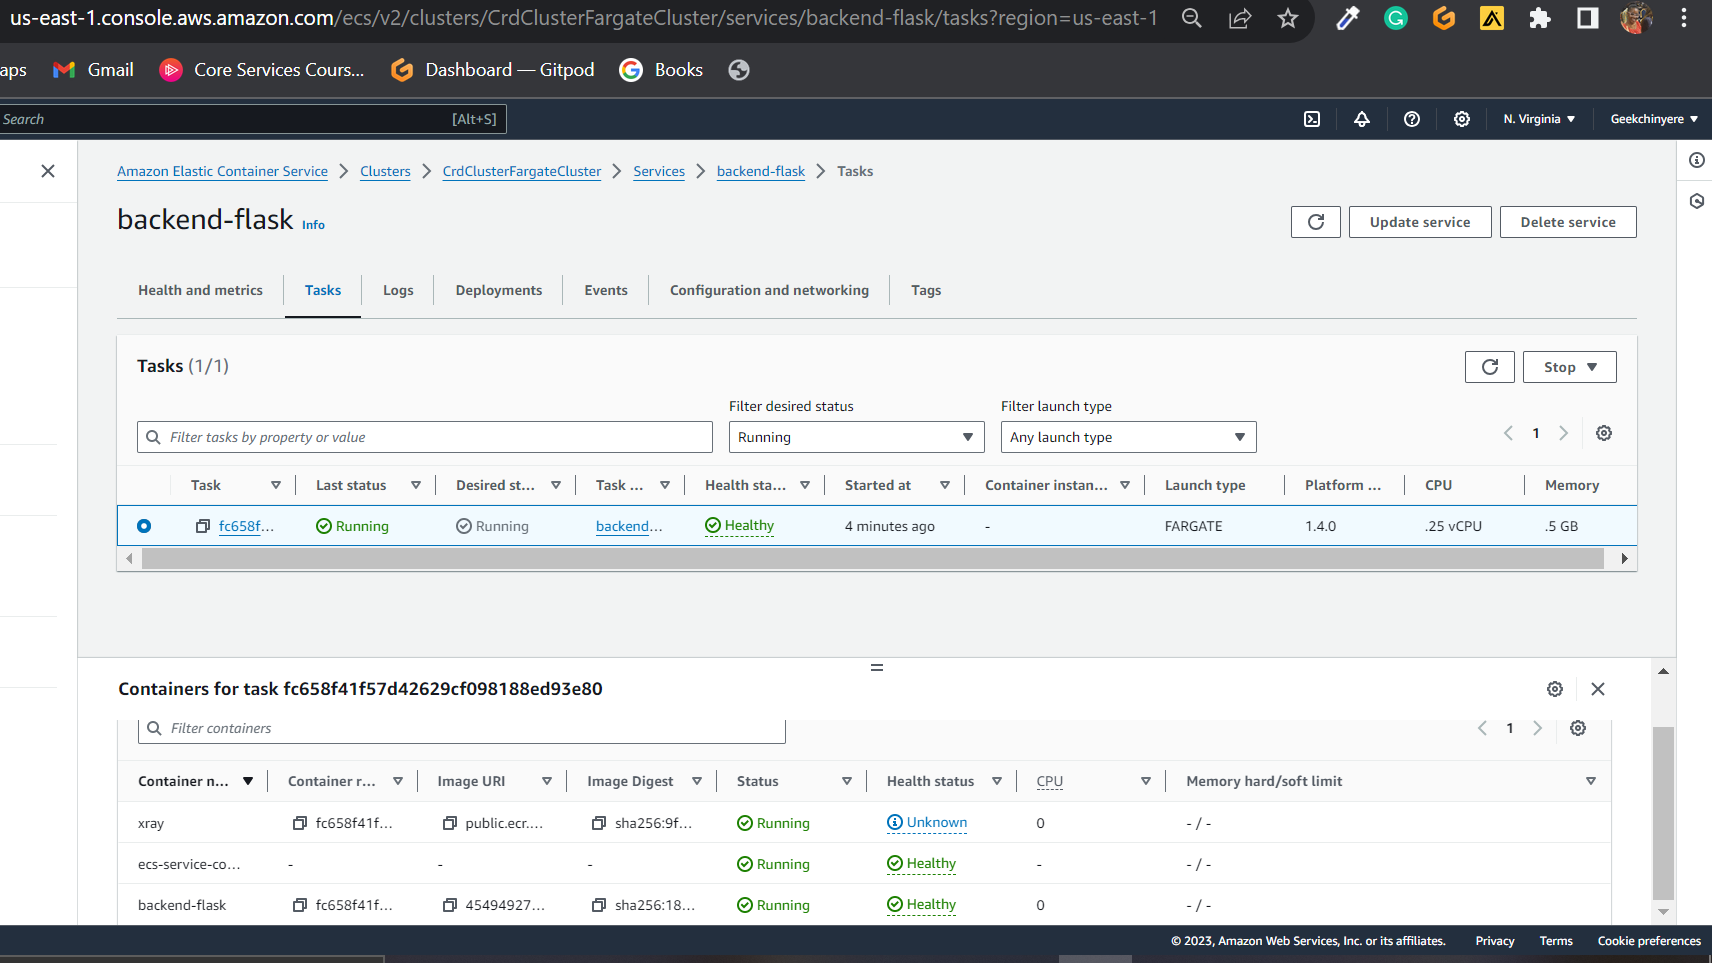 us-east-1.console.aws.amazon.com/ecs/v2/clusters/CrdClusterFargateCluster/services/backend-flask/tasks?region=us-east-1
aps Gmail Core Services Cours... Dashboard — Gitpod Books
Search [Alt+S] N. Virginia Geekchinyere
Amazon Elastic Container Service Clusters CrdClusterFargateCluster Services backend-flask Tasks
backend-flask Info
Update service Delete service
Health and metrics Tasks Logs Deployments Events Configuration and networking Tags
Tasks (1/1)
Stop
Filter desired status Filter launch type
Filter tasks by property or value Running Any launch type 1
Task Last status Desired st... Task ... Health sta... Started at Container instan... Launch type Platform ... CPU Memory
fc658f... Running Running backend... Healthy 4 minutes ago - FARGATE 1.4.0 .25 vCPU .5 GB
Containers for task fc658f41f57d42629cf098188ed93e80
Filter containers 1
Container n... Container r... Image URI Image Digest Status Health status CPU Memory hard/soft limit
xray fc658f41f... public.ecr.... sha256:9f... Running Unknown 0 - / -
ecs-service-co... - - - Running Healthy - - / -
backend-flask fc658f41f... 45494927... sha256:18... Running Healthy 0 - / -
© 2023, Amazon Web Services, Inc. or its affiliates. Privacy Terms Cookie preferences